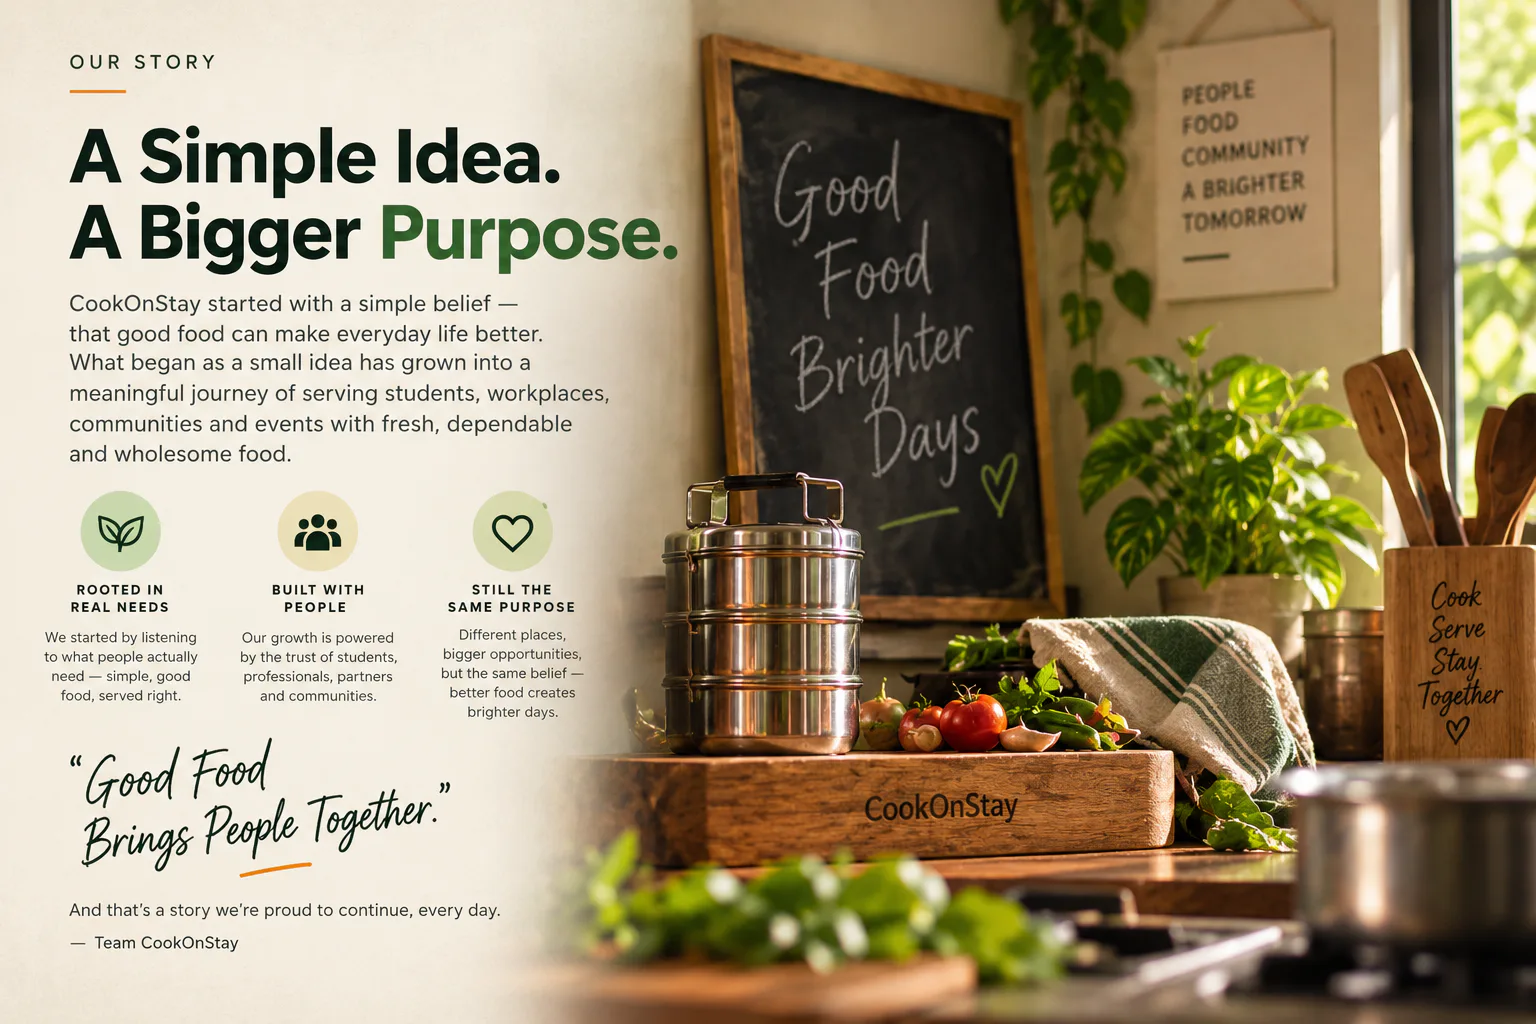 OUR STORY
A Simple Idea.
A Bigger Purpose.
CookOnStay started with a simple belief —
that good food can make everyday life better.
What began as a small idea has grown into a
meaningful journey of serving students, workplaces,
communities and events with fresh, dependable
and wholesome food.
ROOTED IN
REAL NEEDS
We started by listening
to what people actually
need — simple, good
food, served right.
BUILT WITH
PEOPLE
Our growth is powered
by the trust of students,
professionals, partners
and communities.
STILL THE
SAME PURPOSE
Different places,
bigger opportunities,
but the same belief —
better food creates
brighter days.
“Good Food
Brings People Together.”
And that’s a story we’re proud to continue, every day.
— Team CookOnStay
Good
Food
Brighter
Days
PEOPLE
FOOD
COMMUNITY
A BRIGHTER
TOMORROW
Cook
Serve
Stay.
Together
CookOnStay